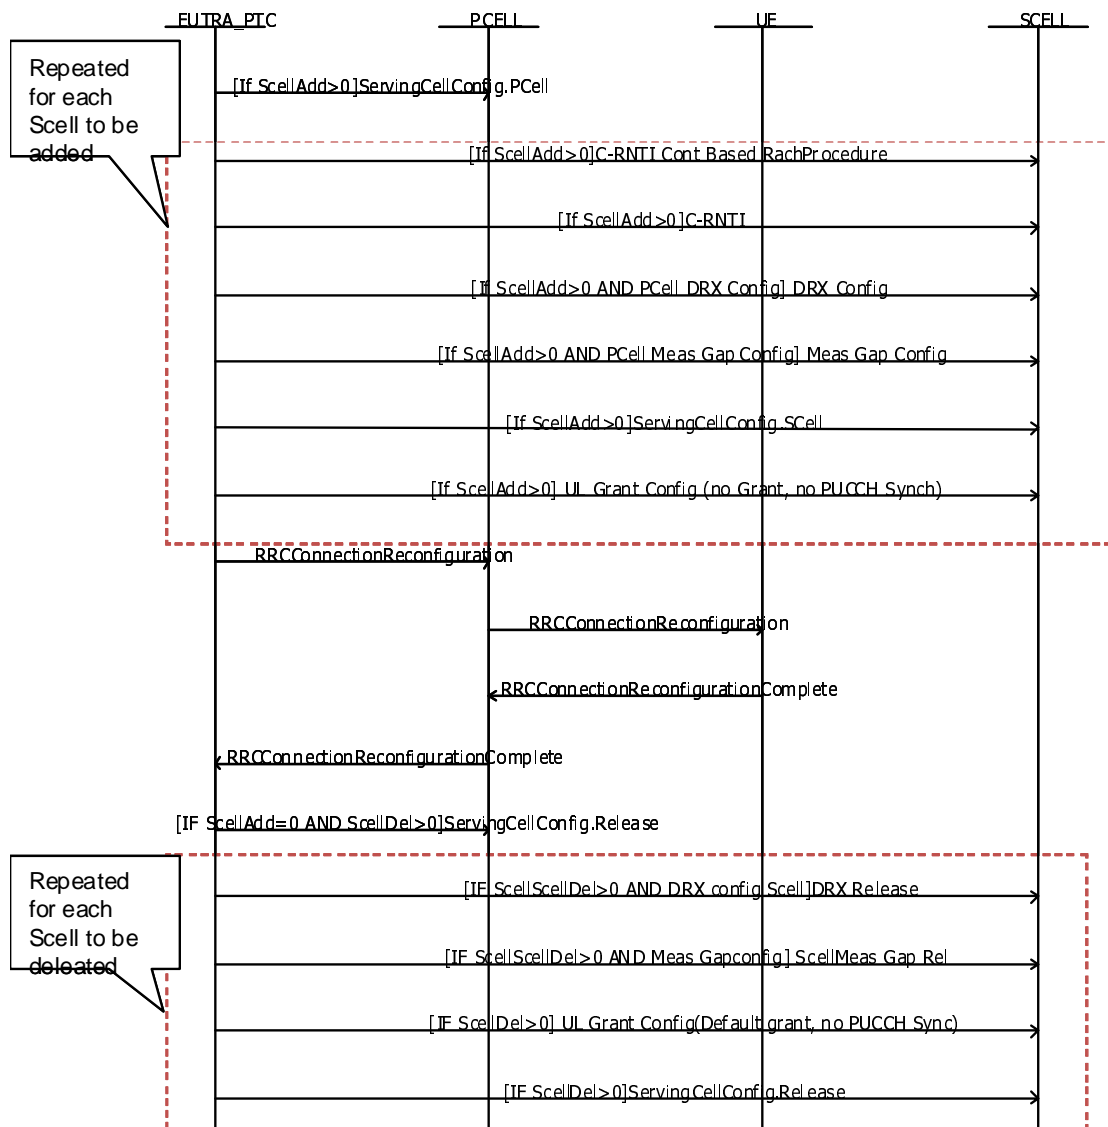 EUTRA_PTC PCELL UE SCELL
Repeated
for each
Scell to be
added
[If ScellAdd>0]ServingCellConfig.PCell
[If ScellAdd>0]C-RNTI Cont Based RachProcedure
[If ScellAdd>0]C-RNTI
[If ScellAdd>0 AND PCell DRX Config] DRX Config
[If ScellAdd>0 AND PCell Meas Gap Config] Meas Gap Config
[If ScellAdd>0]ServingCellConfig.SCell
[If ScellAdd>0] UL Grant Config (no Grant, no PUCCH Synch)
RRCConnectionReconfiguration
RRCConnectionReconfiguration
RRCConnectionReconfigurationComplete
RRCConnectionReconfigurationComplete
[IF ScellAdd=0 AND ScellDel>0]ServingCellConfig.Release
Repeated
for each
Scell to be
deleated
[IF ScellScellDel>0 AND DRX config Scell]DRX Release
[IF ScellScellDel>0 AND Meas Gapconfig] ScellMeas Gap Rel
[IF ScellDel>0] UL Grant Config(Default grant, no PUCCH Sync)
[IF ScellDel>0]ServingCellConfig.Release